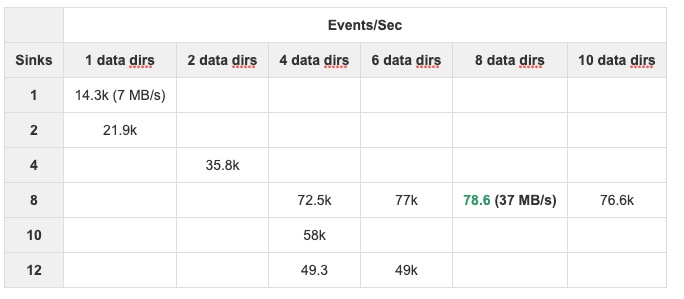 Events/Sec
Sinks 1 data dirs 2 data dirs 4 data dirs 6 data dirs 8 data dirs 10 data dirs
1 14.3k (7 MB/s)
2 21.9k
4 35.8k
8 72.5k 77k 78.6 (37 MB/s) 76.6k
10 58k
12 49.3 49k